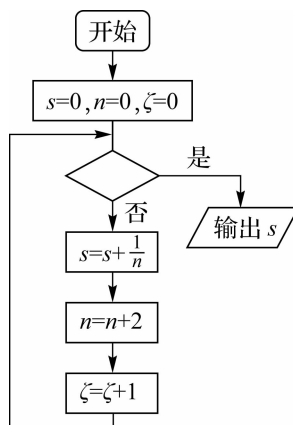 开始
s=0,n=0,ζ=0
是
否
输出 s
s=s+1/n
n=n+2
ζ=ζ+1